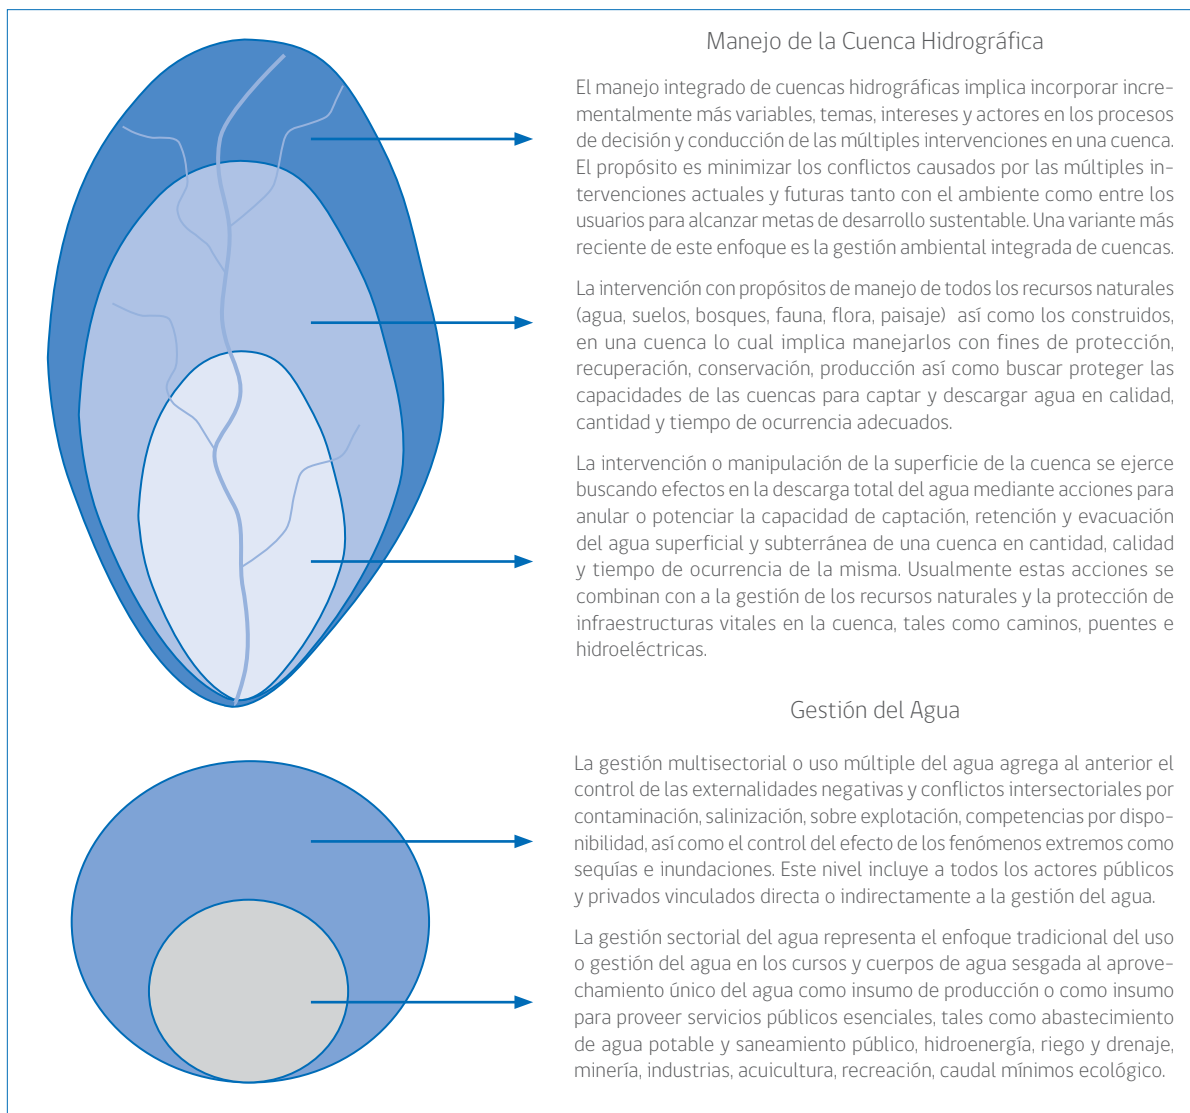 Manejo de la Cuenca Hidrográfica
El manejo integrado de cuencas hidrográficas implica incorporar incre-
mentalmente más variables, temas, intereses y actores en los procesos
de decisión y conducción de las múltiples intervenciones en una cuenca.
El propósito es minimizar los conflictos causados por las múltiples in-
tervenciones actuales y futuras tanto con el ambiente como entre los
usuarios para alcanzar metas de desarrollo sustentable. Una variante más
reciente de este enfoque es la gestión ambiental integrada de cuencas.
La intervención con propósitos de manejo de todos los recursos naturales
(agua, suelos, bosques, fauna, flora, paisaje) así como los construidos,
en una cuenca lo cual implica manejarlos con fines de protección,
recuperación, conservación, producción así como buscar proteger las
capacidades de las cuencas para captar y descargar agua en calidad,
cantidad y tiempo de ocurrencia adecuados.
La intervención o manipulación de la superficie de la cuenca se ejerce
buscando efectos en la descarga total del agua mediante acciones para
anular o potenciar la capacidad de captación, retención y evacuación
del agua superficial y subterránea de una cuenca en cantidad, calidad
y tiempo de ocurrencia de la misma. Usualmente estas acciones se
combinan con a la gestión de los recursos naturales y la protección de
infraestructuras vitales en la cuenca, tales como caminos, puentes e
hidroeléctricas.
Gestión del Agua
La gestión multisectorial o uso múltiple del agua agrega al anterior el
control de las externalidades negativas y conflictos intersectoriales por
contaminación, salinización, sobre explotación, competencias por dispo-
nibilidad, así como el control del efecto de los fenómenos extremos como
sequías e inundaciones. Este nivel incluye a todos los actores públicos
y privados vinculados directa o indirectamente a la gestión del agua.
La gestión sectorial del agua representa el enfoque tradicional del uso
o gestión del agua en los cursos y cuerpos de agua sesgada al aprove-
chamiento único del agua como insumo de producción o como insumo
para proveer servicios públicos esenciales, tales como abastecimiento
de agua potable y saneamiento público, hidroenergía, riego y drenaje,
minería, industrias, acuicultura, recreación, caudal mínimos ecológico.